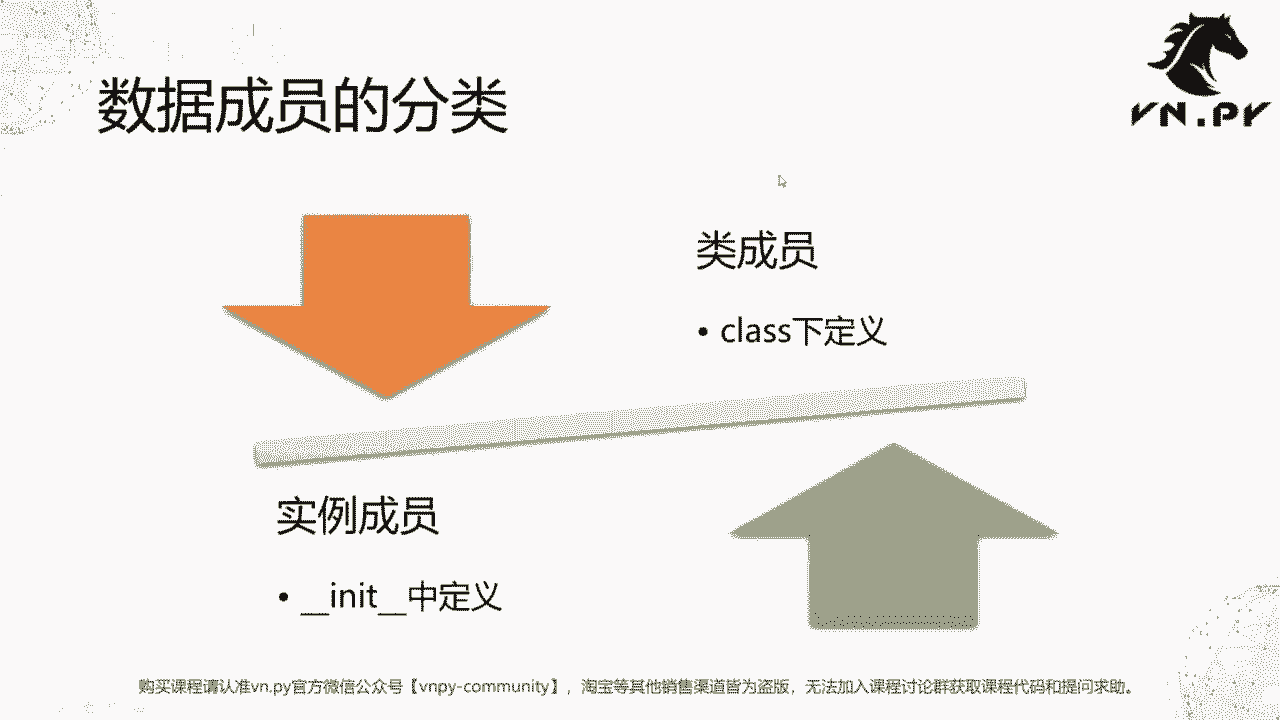 数据成员的分类
VN.PY
类成员
• class下定义
实例成员
• __init__中定义
购买课程请认准vn.py官方微信公众号【vnpy-community】，淘宝等其他销售渠道皆为盗版，无法加入课程讨论群获取课程代码和提问求助。